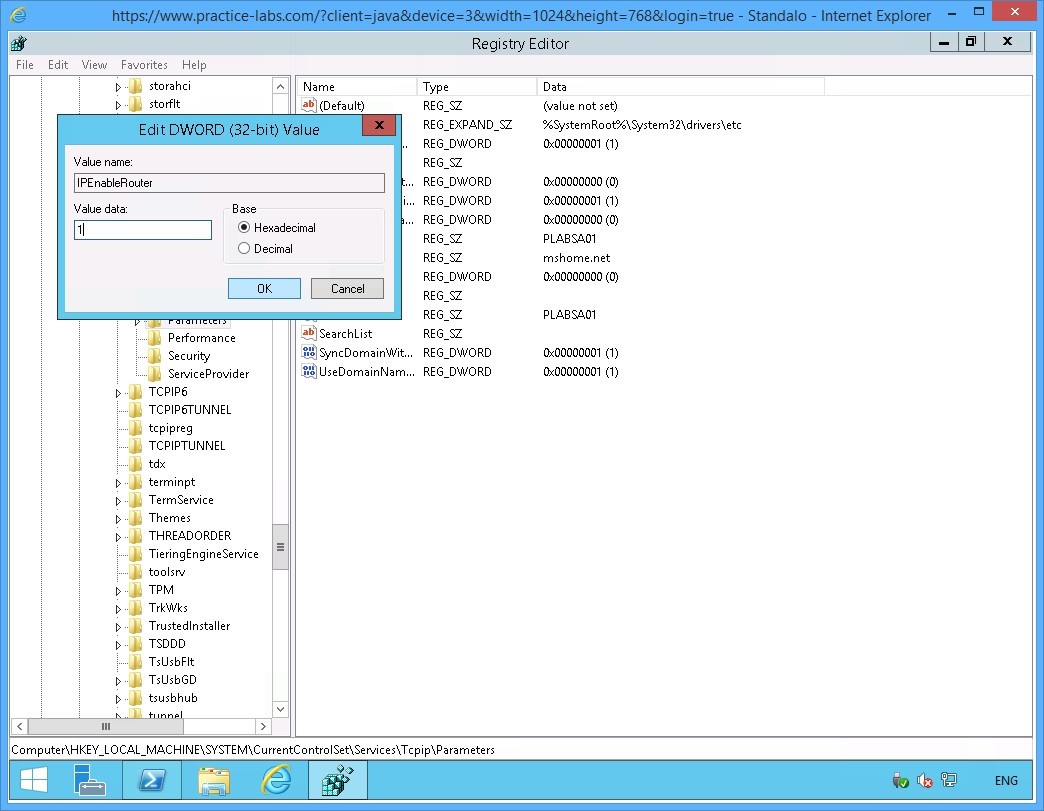 https://www.practice-labs.com/?client=java&device=3&width=1024&height=768&login=true - Standalo - Internet Explorer
Registry Editor
File Edit View Favorites Help
storahci
storflt
Edit DWORD (32-bit) Value
Value name:
IPEnableRouter
Value data:
1
Base
Hexadecimal
Decimal
OK
Cancel
Parameters
Performance
Security
ServiceProvider
TCPIP6
TCPIP6TUNNEL
tcpipreg
TCPIPTUNNEL
tdx
terminpt
TermService
Themes
THREADORDER
TieringEngineService
toolsrv
TPM
TrkWks
TrustedInstaller
TSDDD
TsUsbFlt
TsUsbGD
tsusbhub
tunnel
Name Type Data
(Default) REG_SZ (value not set)
REG_EXPAND_SZ %SystemRoot%\System32\drivers\etc
... REG_DWORD 0x00000001 (1)
REG_SZ
t... REG_DWORD 0x00000000 (0)
i... REG_DWORD 0x00000001 (1)
a... REG_DWORD 0x00000000 (0)
REG_SZ PLABSA01
REG_SZ mshome.net
REG_DWORD 0x00000000 (0)
REG_SZ
REG_SZ PLABSA01
SearchList REG_SZ
SyncDomainWit... REG_DWORD 0x00000001 (1)
UseDomainNam... REG_DWORD 0x00000001 (1)
Computer\HKEY_LOCAL_MACHINE\SYSTEM\CurrentControlSet\Services\Tcpip\Parameters
ENG